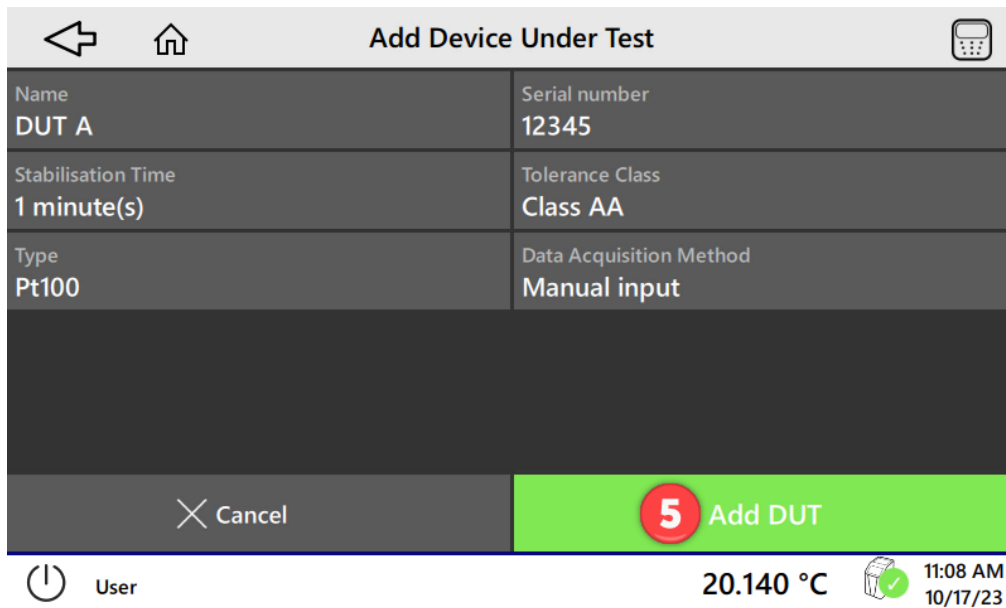 Add Device Under Test
Name
DUT A
Serial number
12345
Stabilisation Time
1 minute(s)
Tolerance Class
Class AA
Type
Pt100
Data Acquisition Method
Manual input
Cancel
5 Add DUT
User
20.140 °C
11:08 AM
10/17/23